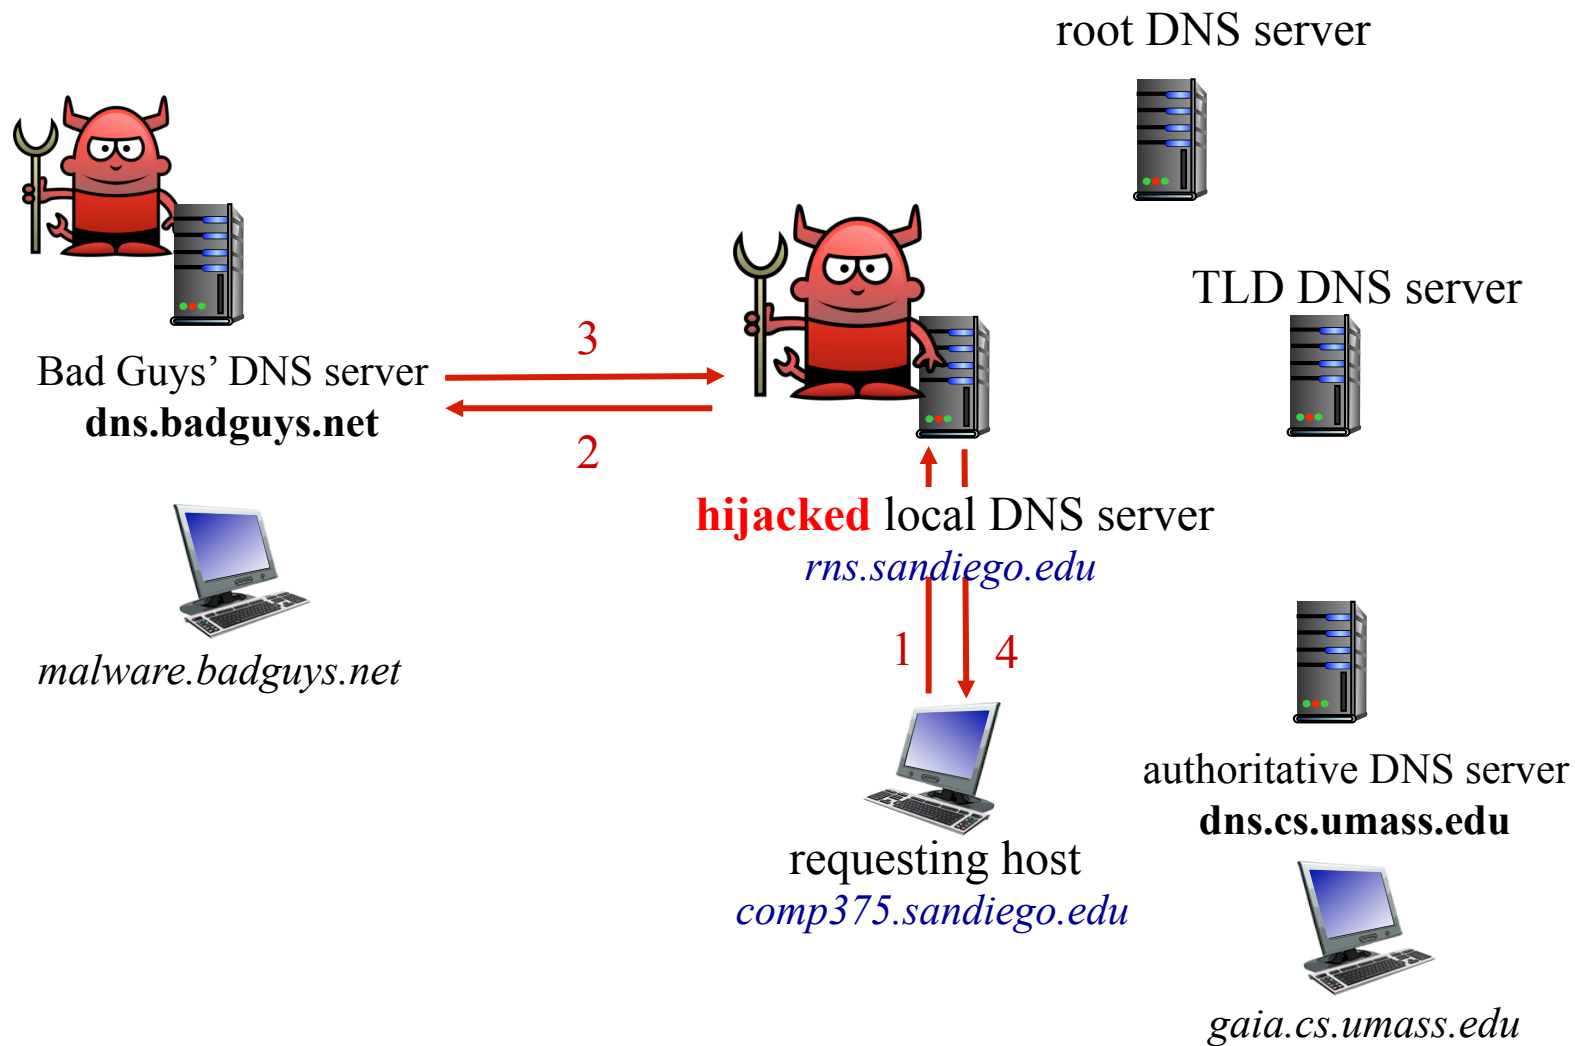 root DNS server
TLD DNS server
3
Bad Guys’ DNS server
dns.badguys.net
2
hijacked local DNS server
rns.sandiego.edu
malware.badguys.net
1
4
authoritative DNS server
dns.cs.umass.edu
requesting host
comp375.sandiego.edu
gaia.cs.umass.edu